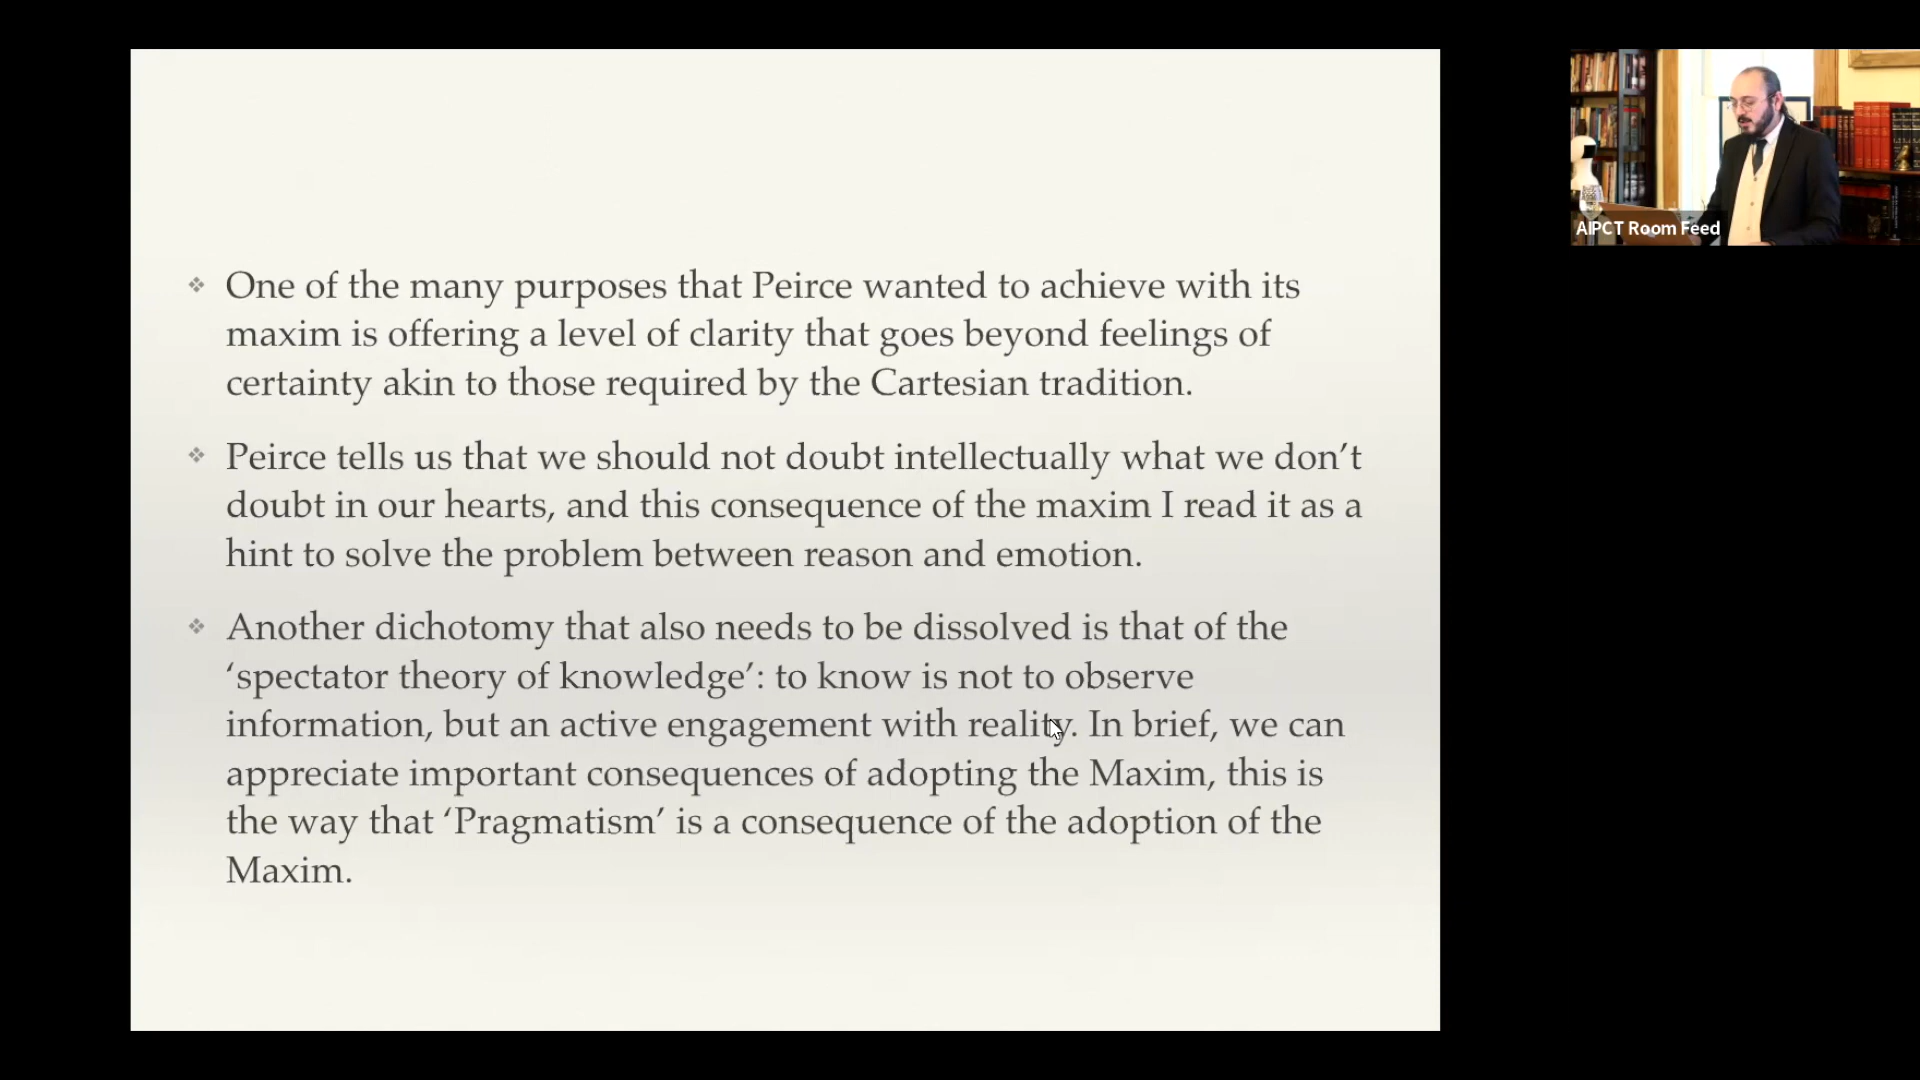 One of the many purposes that Peirce wanted to achieve with its
maxim is offering a level of clarity that goes beyond feelings of
certainty akin to those required by the Cartesian tradition.
Peirce tells us that we should not doubt intellectually what we don’t
doubt in our hearts, and this consequence of the maxim I read it as a
hint to solve the problem between reason and emotion.
Another dichotomy that also needs to be dissolved is that of the
‘spectator theory of knowledge’: to know is not to observe
information, but an active engagement with reality. In brief, we can
appreciate important consequences of adopting the Maxim, this is
the way that ‘Pragmatism’ is a consequence of the adoption of the
Maxim.
AIPCT Room Feed